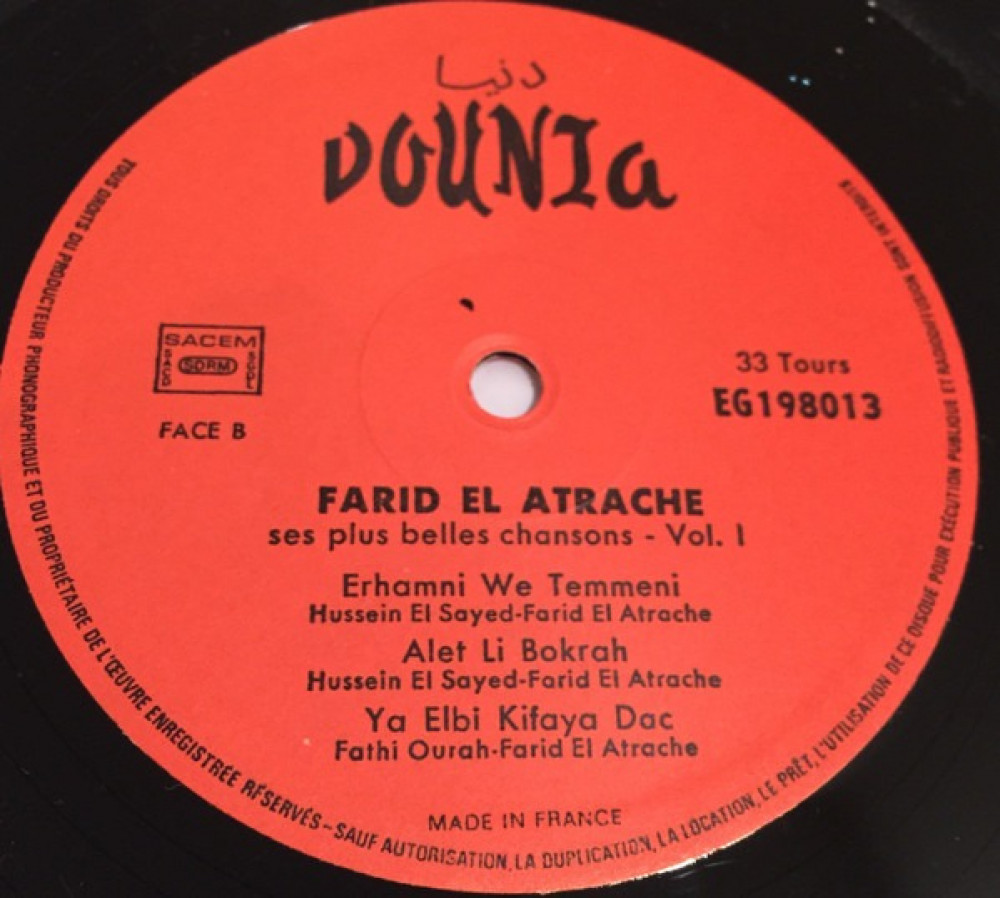 دنيا
DOUNIa
SACEM
SACD
SDRM
SGDL
FACE B
33 Tours
EG198013
FARID EL ATRACHE
ses plus belles chansons - Vol. I
Erhamni We Temmeni
Hussein El Sayed-Farid El Atrache
Alet Li Bokrah
Hussein El Sayed-Farid El Atrache
Ya Elbi Kifaya Dac
Fathi Ourah-Farid El Atrache
MADE IN FRANCE
TOUS DROITS DU PRODUCTEUR PHONOGRAPHIQUE ET DU PROPRIÉTAIRE DE L'ŒUVRE ENREGISTRÉE RÉSERVÉS - SAUF AUTORISATION, LA DUPLICATION, LA LOCATION, LE PRÊT, L'UTILISATION DE CE DISQUE POUR EXÉCUTION PUBLIQUE ET RADIODIFFUSION SONT INTERDITS